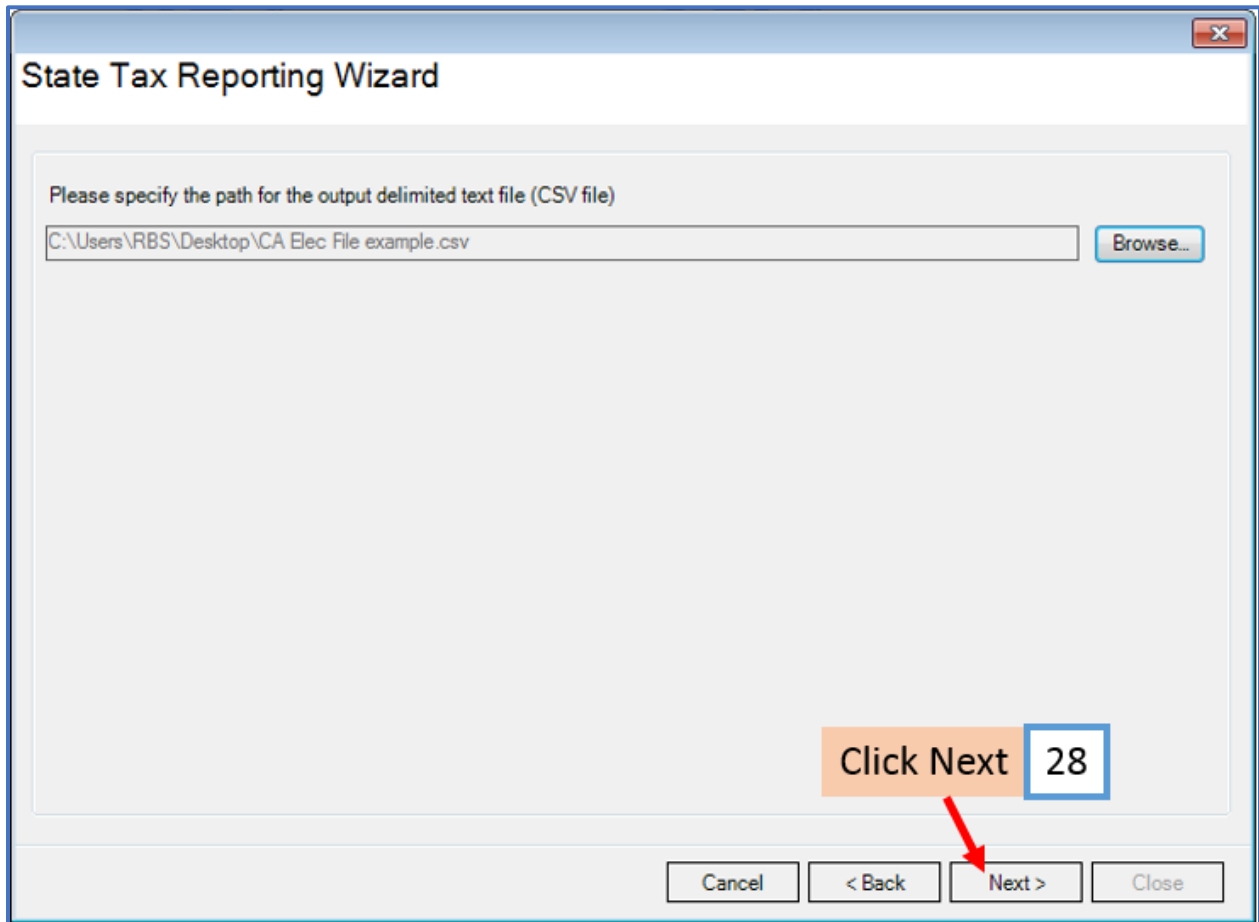 State Tax Reporting Wizard
Please specify the path for the output delimited text file (CSV file)
C:\Users\RBS\Desktop\CA Elec File example.csv
Browse...
Click Next 28
Cancel < Back Next > Close